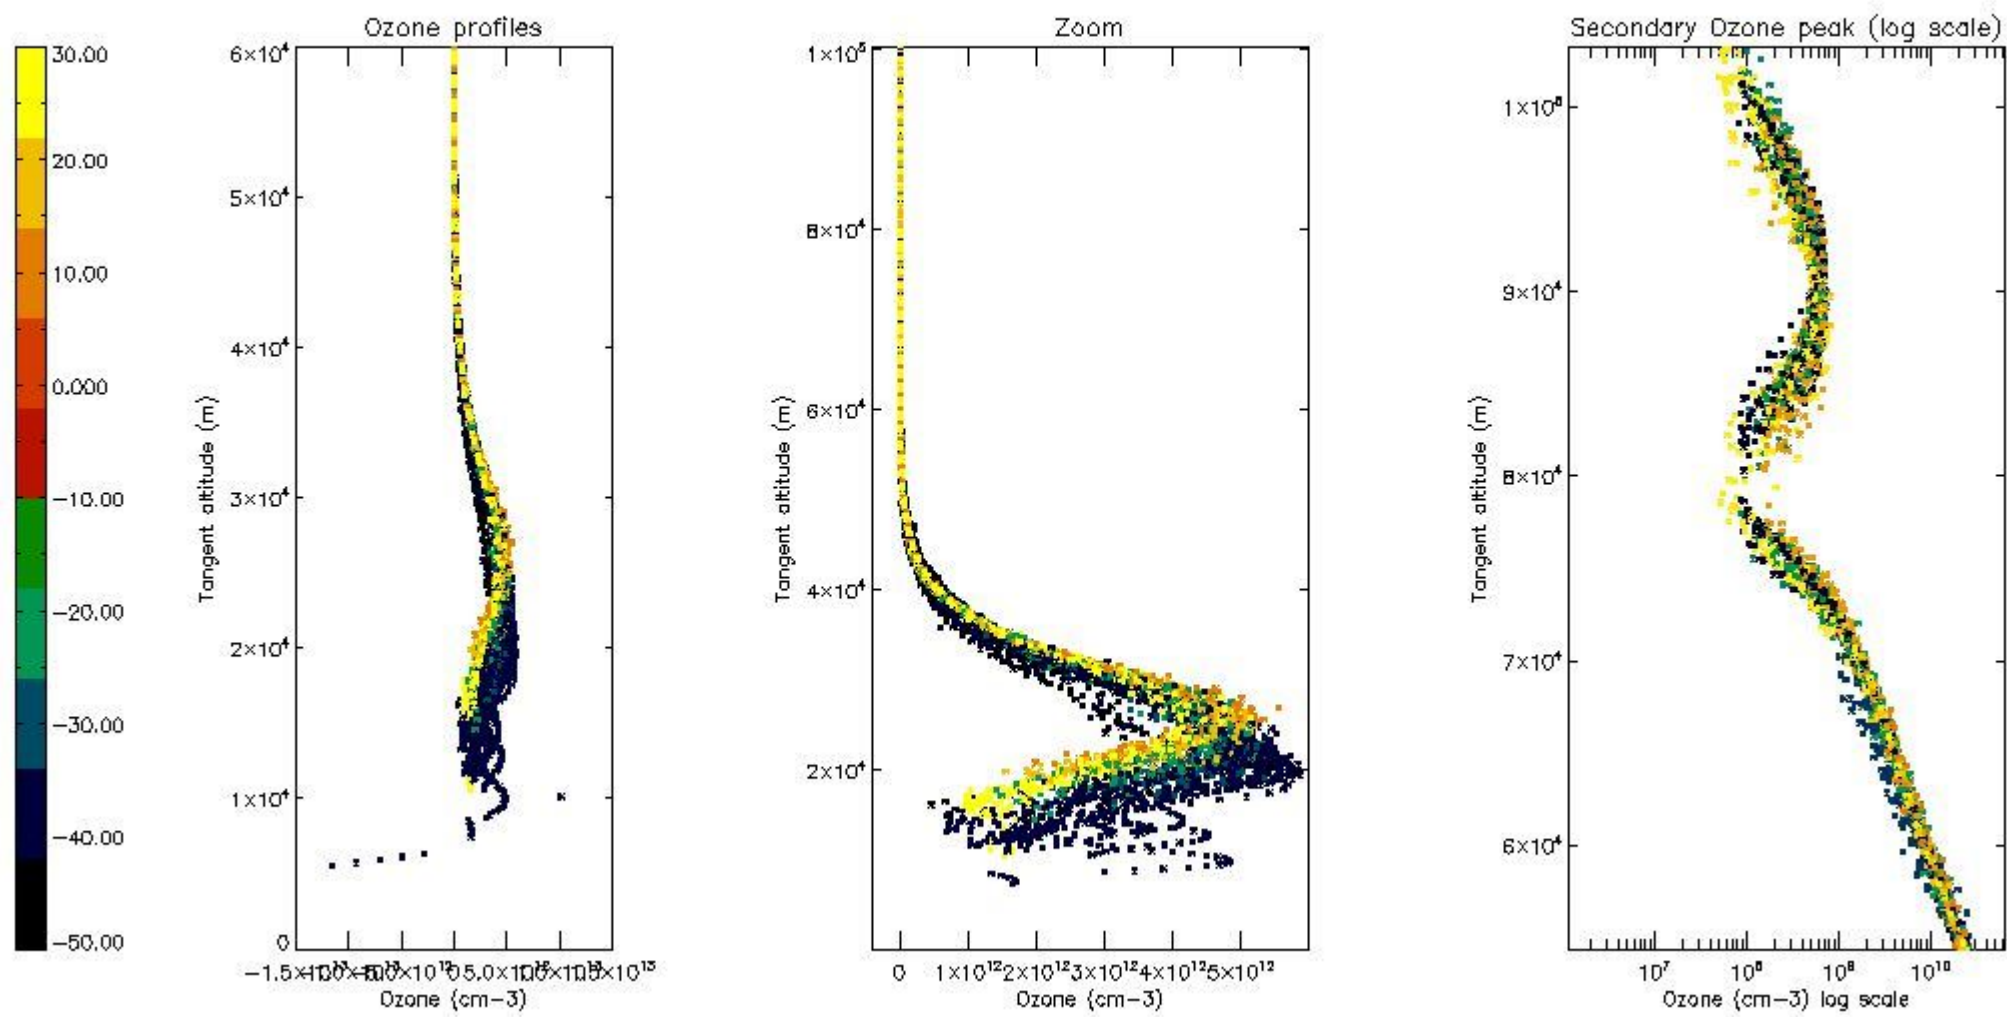 Ozone profiles
Zoom
Secondary Ozone peak (log scale)
30.00
20.00
10.00
0.000
−10.00
−20.00
−30.00
−40.00
−50.00
6×10⁴
5×10⁴
4×10⁴
3×10⁴
2×10⁴
1×10⁴
0
Tangent altitude (m)
Ozone (cm−3)
1×10⁵
8×10⁴
6×10⁴
4×10⁴
2×10⁴
Tangent altitude (m)
0 1×10¹² 2×10¹² 3×10¹² 4×10¹² 5×10¹²
Ozone (cm−3)
1×10⁵
9×10⁴
8×10⁴
7×10⁴
6×10⁴
Tangent altitude (m)
10⁷ 10⁸ 10⁹ 10¹⁰
Ozone (cm−3) log scale